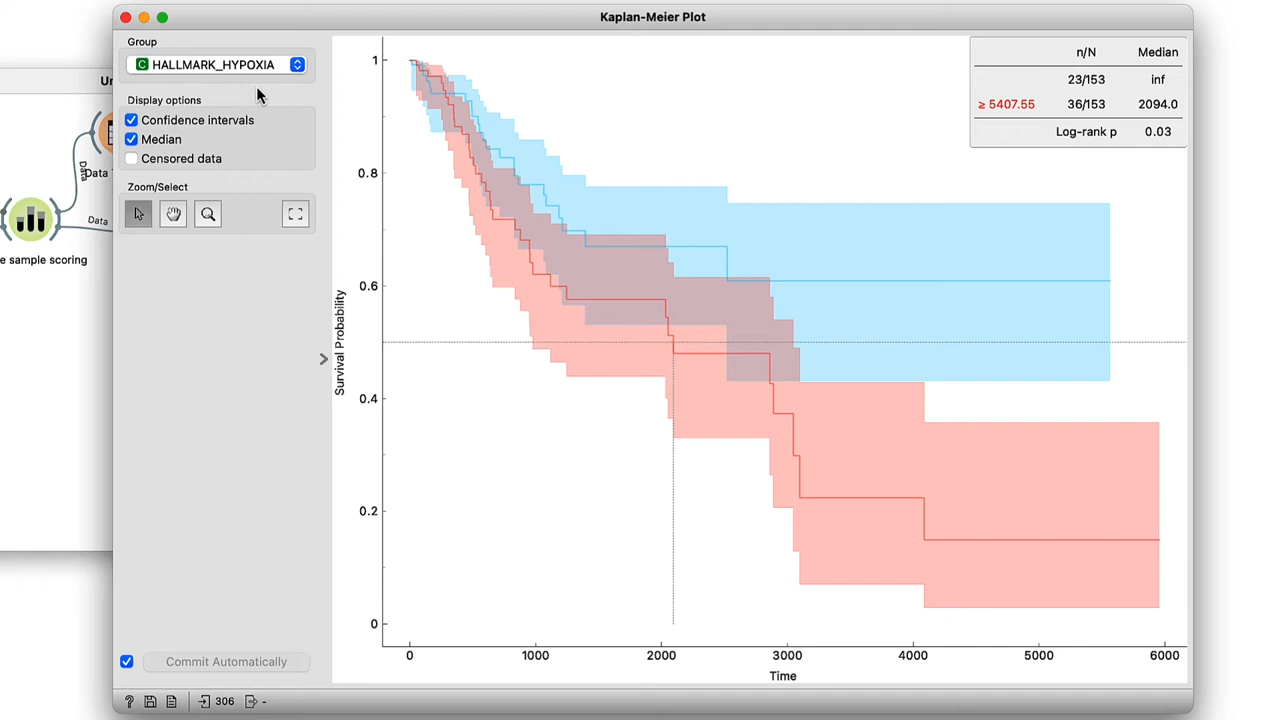 Kaplan-Meier Plot
Un
Data
Data
Data
e sample scoring
Group
C HALLMARK_HYPOXIA
Display options
Confidence intervals
Median
Censored data
Zoom/Select
Commit Automatically
? 306 -
n/N Median
23/153 inf
≥ 5407.55 36/153 2094.0
Log-rank p 0.03
Survival Probability
1
0.8
0.6
0.4
0.2
0
0 1000 2000 3000 4000 5000 6000
Time